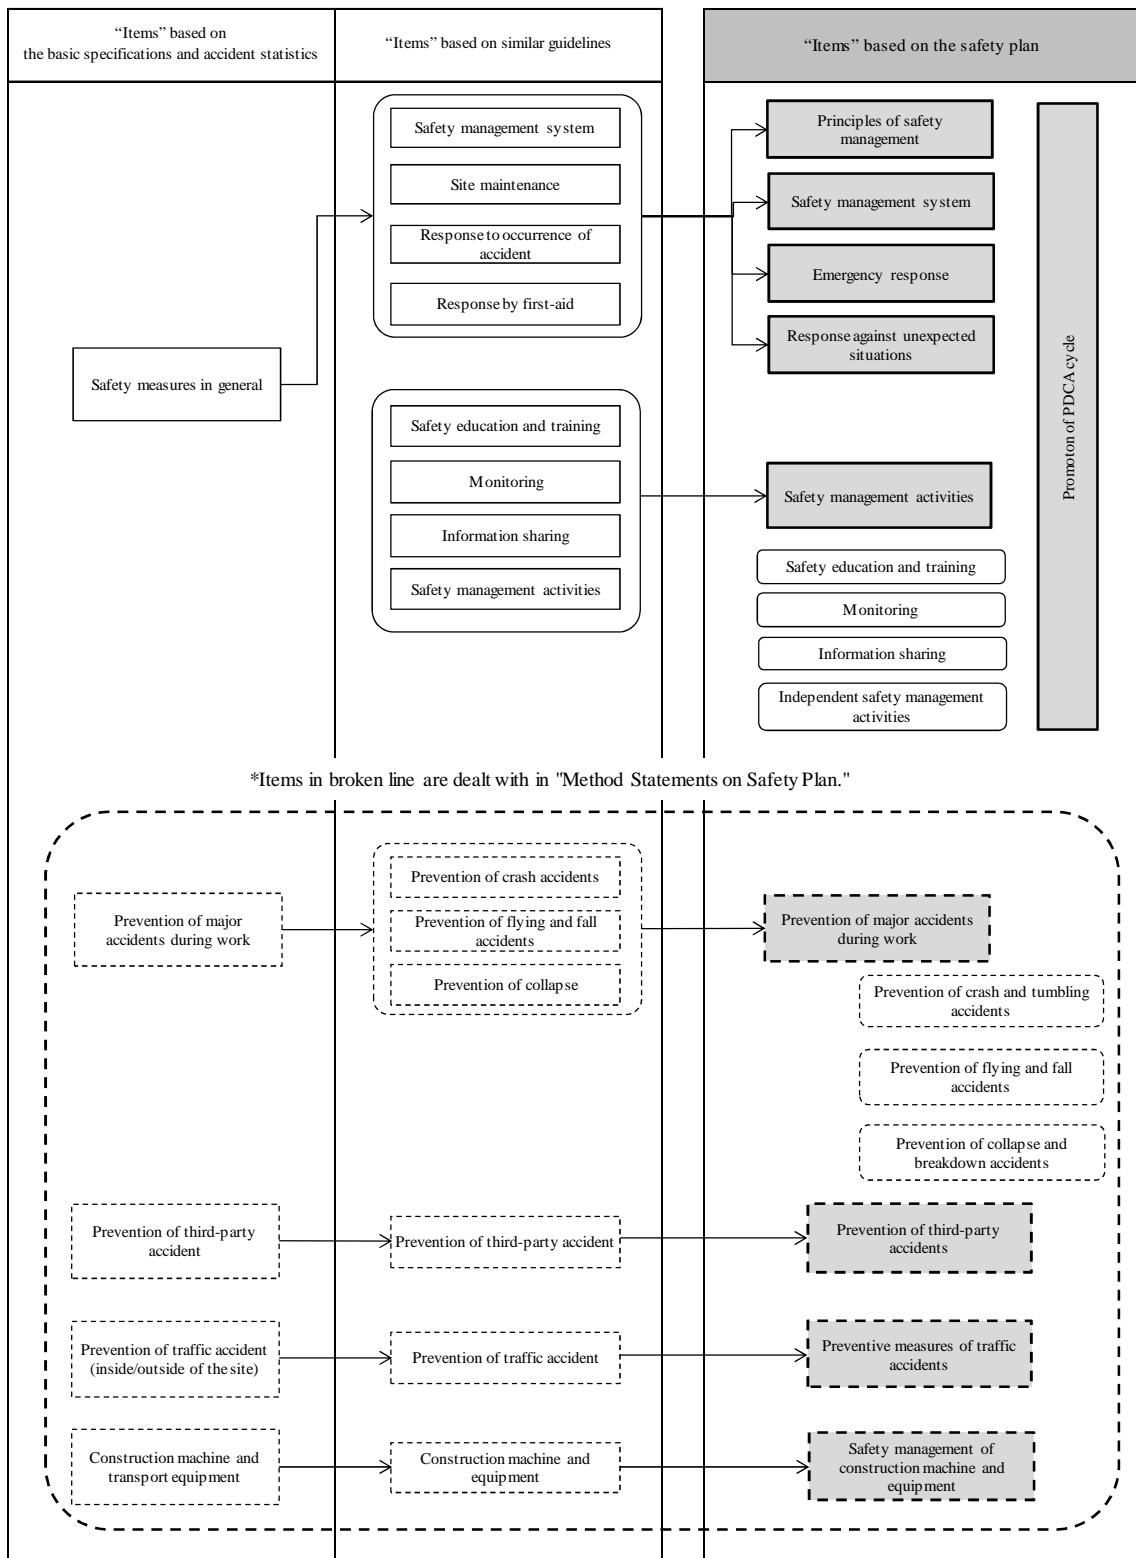 “Items” based on
the basic specifications and accident statistics
“Items” based on similar guidelines
“Items” based on the safety plan
Safety management system
Site maintenance
Response to occurrence of
accident
Response by first-aid
Principles of safety
management
Safety management system
Emergency response
Response against unexpected
situations
Safety measures in general
Safety education and training
Monitoring
Information sharing
Safety management activities
Safety management activities
Safety education and training
Monitoring
Information sharing
Independent safety management
activities
Promoton of PDCA cycle
*Items in broken line are dealt with in "Method Statements on Safety Plan."
Prevention of major
accidents during work
Prevention of crash accidents
Prevention of flying and fall
accidents
Prevention of collapse
Prevention of major accidents
during work
Prevention of crash and tumbling
accidents
Prevention of flying and fall
accidents
Prevention of collapse and
breakdown accidents
Prevention of third-party
accident
Prevention of third-party accident
Prevention of third-party
accidents
Prevention of traffic accident
(inside/outside of the site)
Prevention of traffic accident
Preventive measures of traffic
accidents
Construction machine and
transport equipment
Construction machine and
equipment
Safety management of
construction machine and
equipment